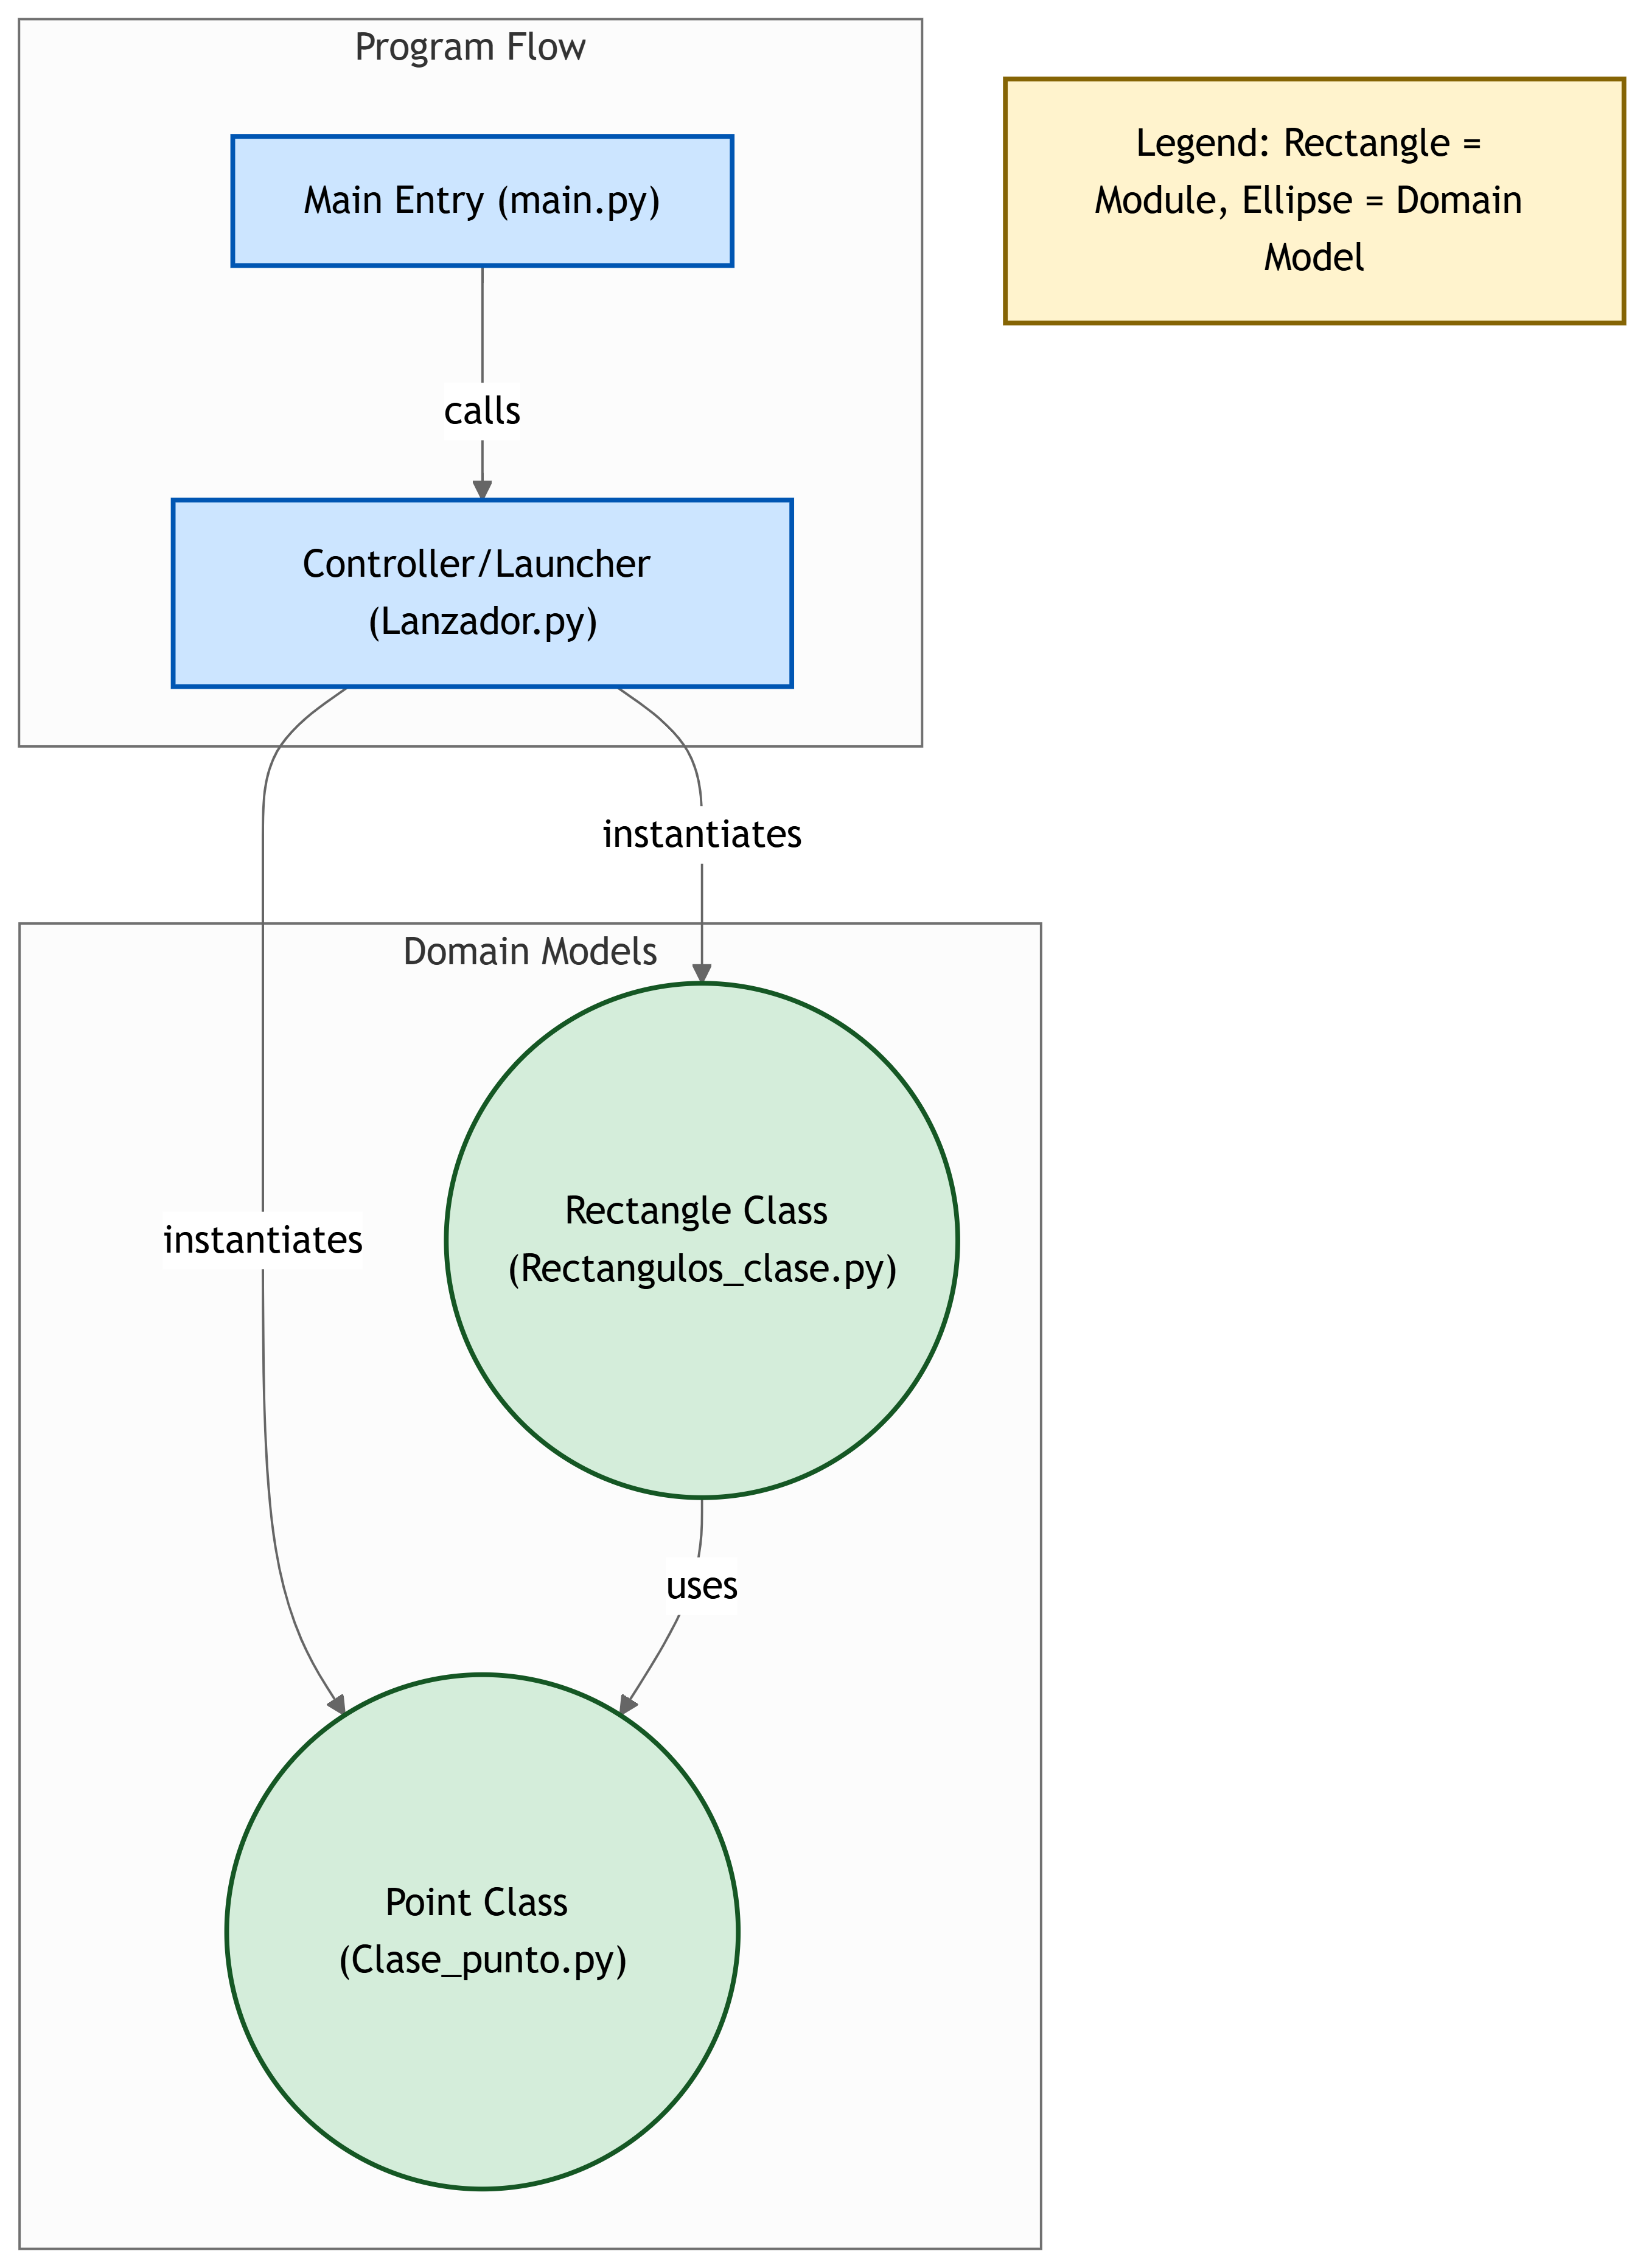 Program Flow
Main Entry (main.py)
Legend: Rectangle =
Module, Ellipse = Domain
Model
calls
Controller/Launcher
(Lanzador.py)
instantiates
Domain Models
Rectangle Class
(Rectangulos_clase.py)
instantiates
uses
Point Class
(Clase_punto.py)